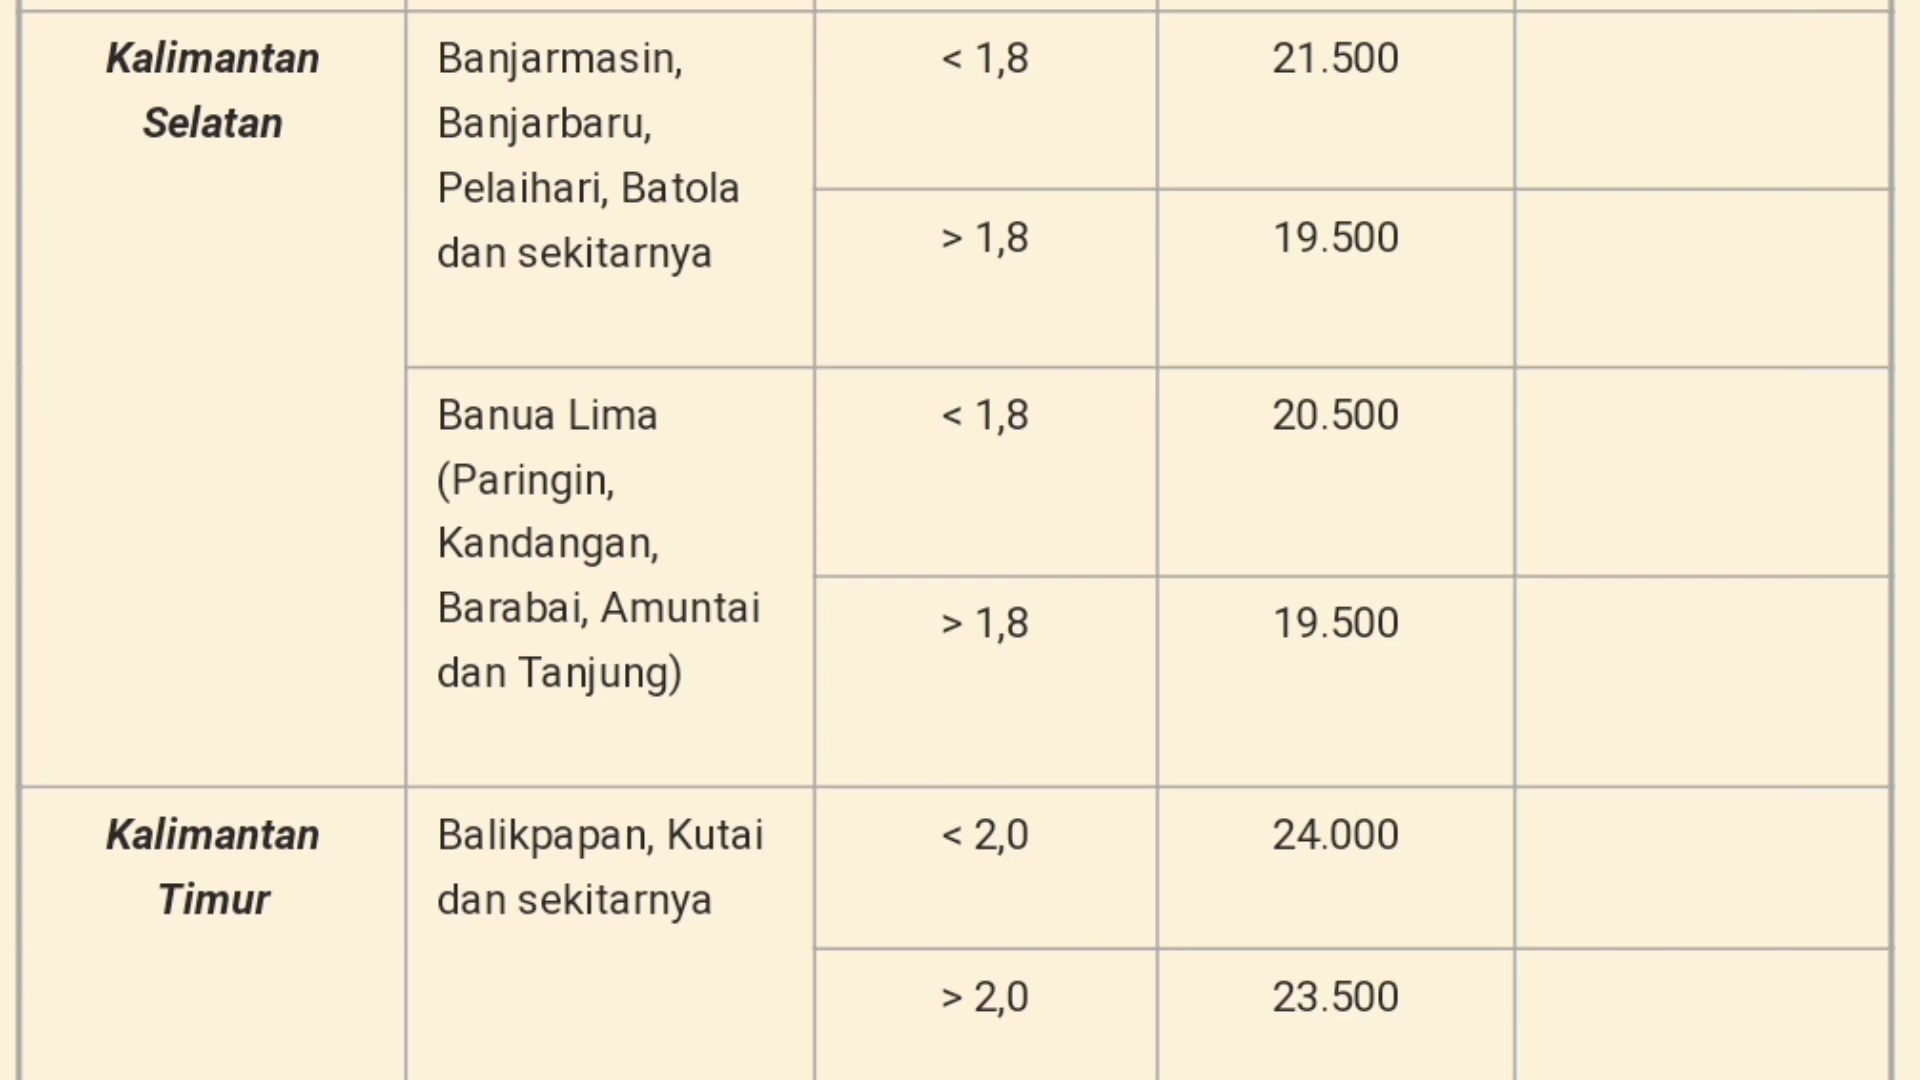 Kalimantan
Selatan
Banjarmasin,
Banjarbaru,
Pelaihari, Batola
dan sekitarnya
< 1,8
21.500
> 1,8
19.500
Banua Lima
(Paringin,
Kandangan,
Barabai, Amuntai
dan Tanjung)
< 1,8
20.500
> 1,8
19.500
Kalimantan
Timur
Balikpapan, Kutai
dan sekitarnya
< 2,0
24.000
> 2,0
23.500